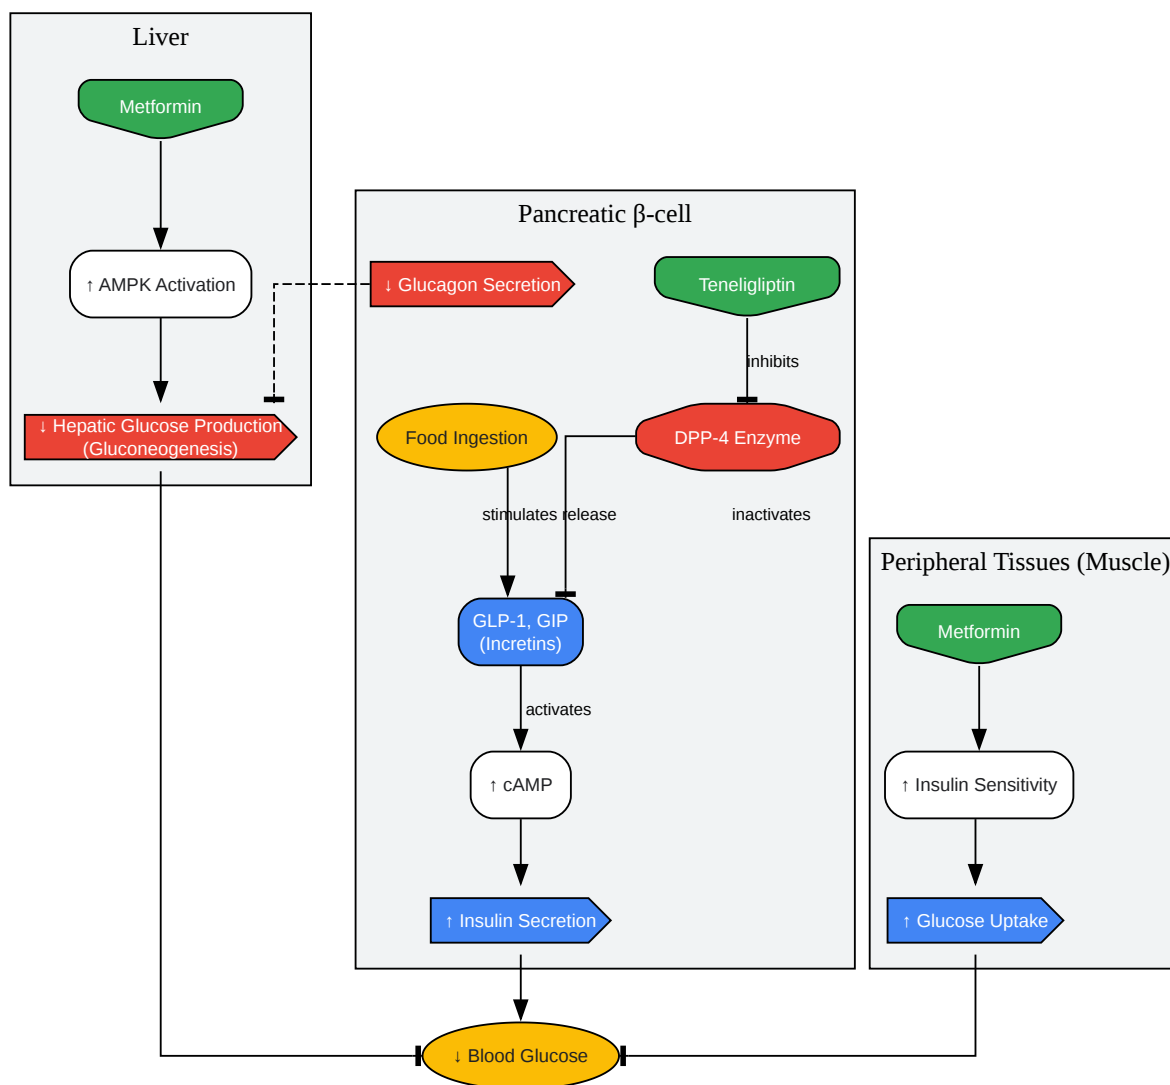 Liver
Metformin
↑ AMPK Activation
↓ Hepatic Glucose Production
(Gluconeogenesis)
Pancreatic β-cell
↓ Glucagon Secretion
Teneligliptin
inhibits
Food Ingestion
DPP-4 Enzyme
stimulates release
inactivates
GLP-1, GIP
(Incretins)
activates
↑ cAMP
↑ Insulin Secretion
Peripheral Tissues (Muscle)
Metformin
↑ Insulin Sensitivity
↑ Glucose Uptake
↓ Blood Glucose